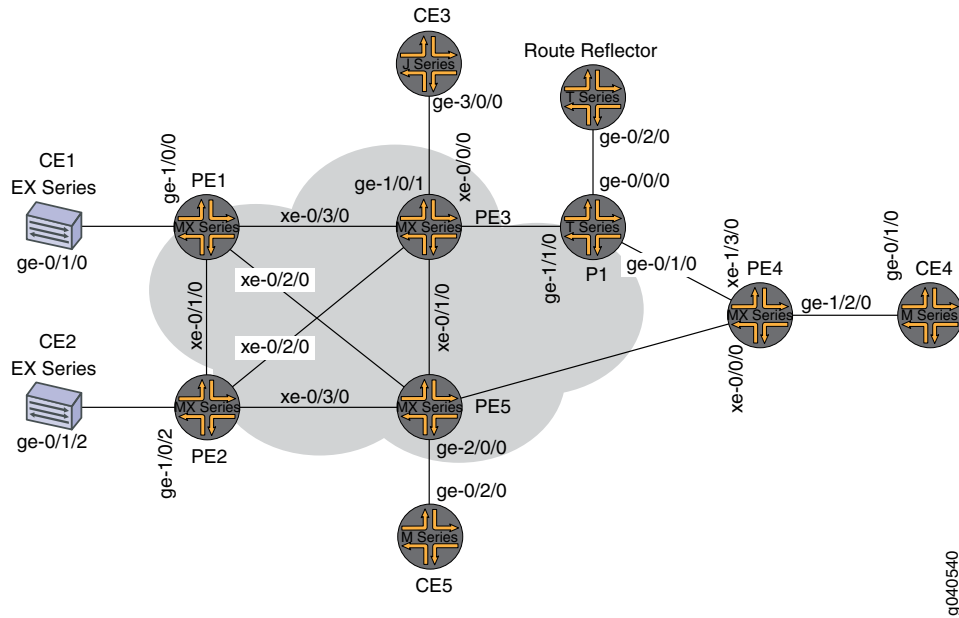 CE3
J Series
ge-3/0/0
Route Reflector
T Series
ge-0/2/0
CE1
EX Series
ge-0/1/0
ge-1/0/0
PE1
MX Series
xe-0/3/0
ge-1/0/1
xe-0/0/0
MX Series
PE3
ge-0/0/0
T Series
P1
ge-1/1/0
ge-0/1/0
xe-1/3/0
PE4
MX Series
ge-1/2/0
xe-0/0/0
ge-0/1/0
CE4
M Series
xe-0/2/0
xe-0/1/0
xe-0/2/0
xe-0/1/0
CE2
EX Series
ge-0/1/2
ge-1/0/2
MX Series
PE2
xe-0/3/0
MX Series
PE5
ge-2/0/0
ge-0/2/0
M Series
CE5
g040540